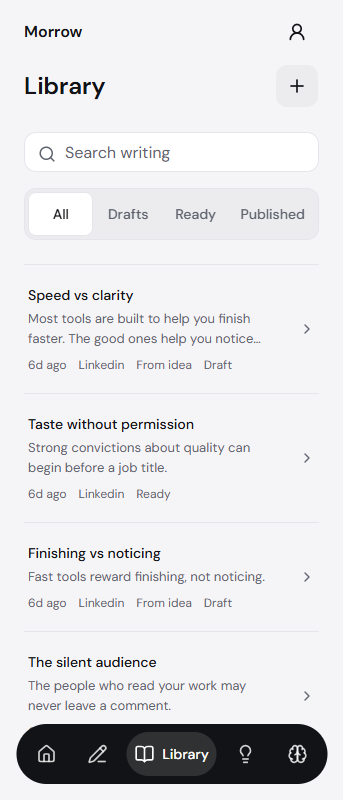 Morrow
Library
Search writing
All Drafts Ready Published
Speed vs clarity
Most tools are built to help you finish
faster. The good ones help you notice...
6d ago Linkedin From idea Draft
Taste without permission
Strong convictions about quality can
begin before a job title.
6d ago Linkedin Ready
Finishing vs noticing
Fast tools reward finishing, not noticing.
6d ago Linkedin From idea Draft
The silent audience
The people who read your work may
never leave a comment.
Library